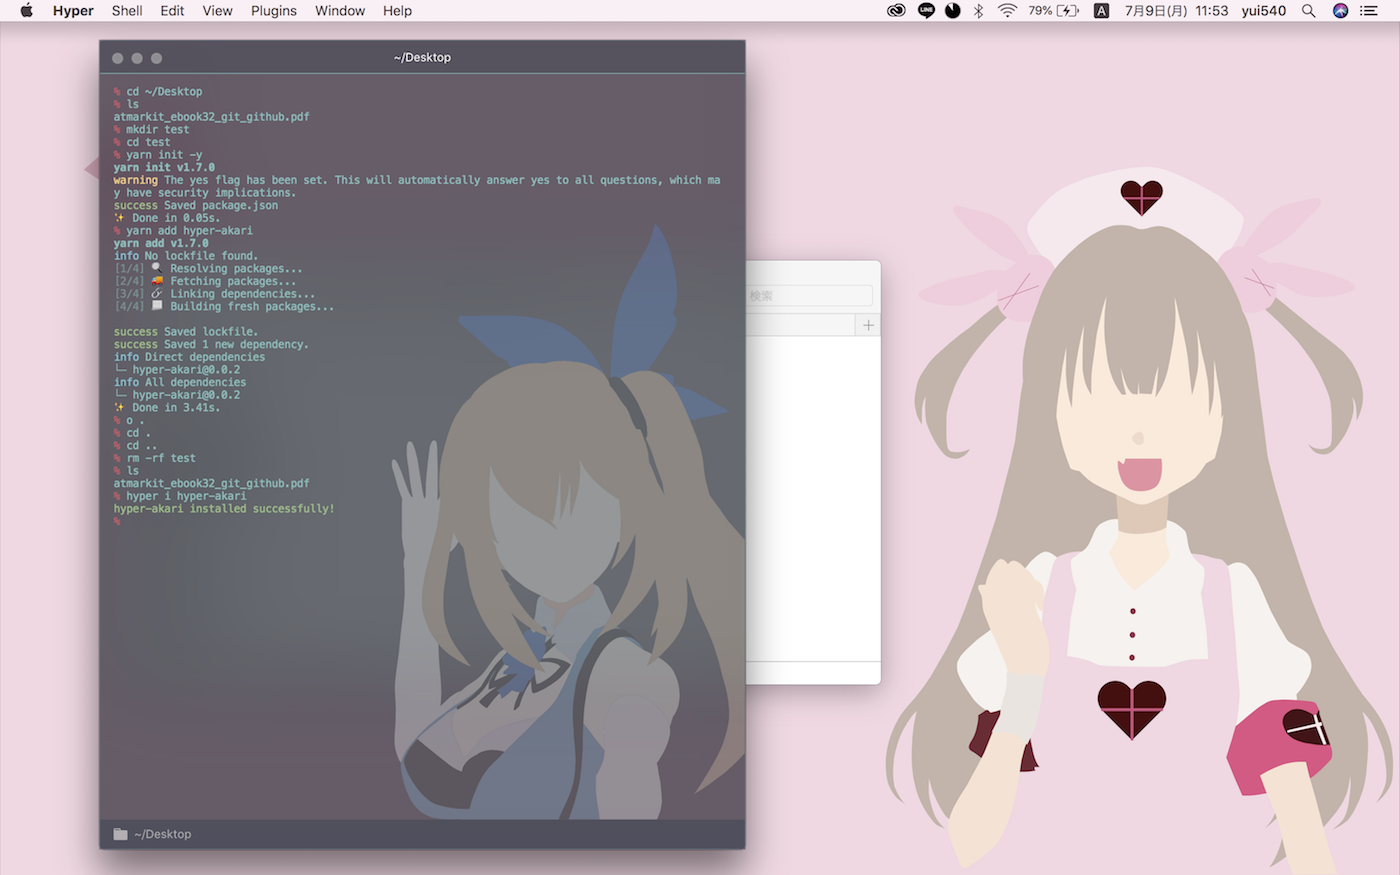 Hyper Shell Edit View Plugins Window Help LINE 79% A 7月9日(月) 11:53 yui540
~/Desktop
% cd ~/Desktop
% ls
atmarkit_ebook32_git_github.pdf
% mkdir test
% cd test
% yarn init -y
yarn init v1.7.0
warning The yes flag has been set. This will automatically answer yes to all questions, which ma
y have security implications.
success Saved package.json
✨ Done in 0.05s.
% yarn add hyper-akari
yarn add v1.7.0
info No lockfile found.
[1/4] 🔍 Resolving packages...
[2/4] 🚚 Fetching packages...
[3/4] 🔗 Linking dependencies...
[4/4] 📃 Building fresh packages...
success Saved lockfile.
success Saved 1 new dependency.
info Direct dependencies
└─ hyper-akari@0.0.2
info All dependencies
└─ hyper-akari@0.0.2
✨ Done in 3.41s.
% o .
% cd .
% cd ..
% rm -rf test
% ls
atmarkit_ebook32_git_github.pdf
% hyper i hyper-akari
hyper-akari installed successfully!
%
検索
~/Desktop